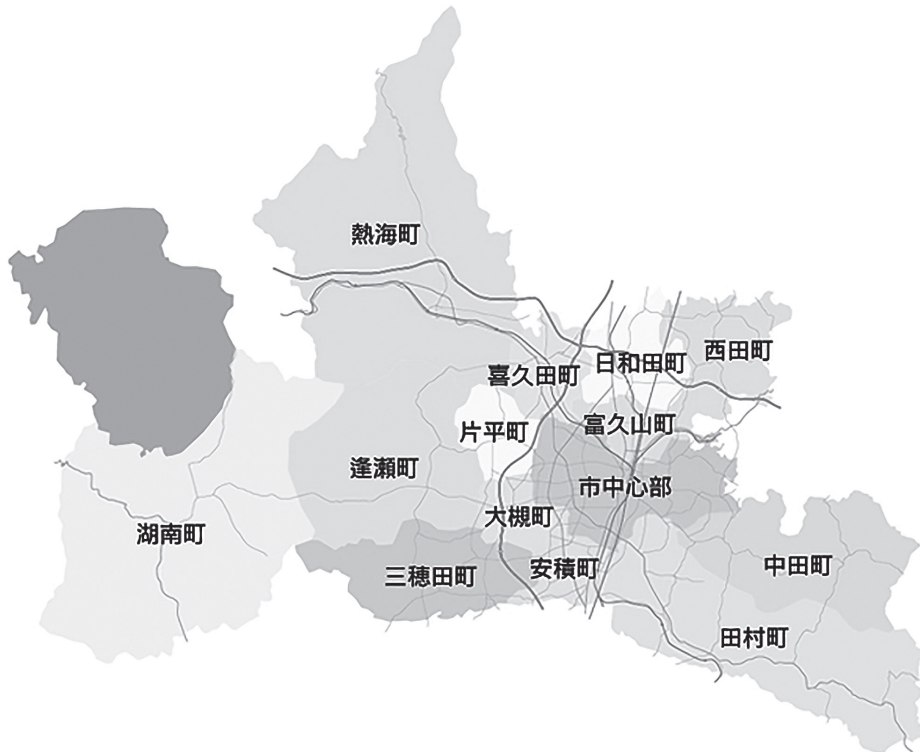 熱海町
西田町
日和田町
喜久田町
富久山町
片平町
逢瀬町
市中心部
大槻町
湖南町
中田町
安積町
三穂田町
田村町